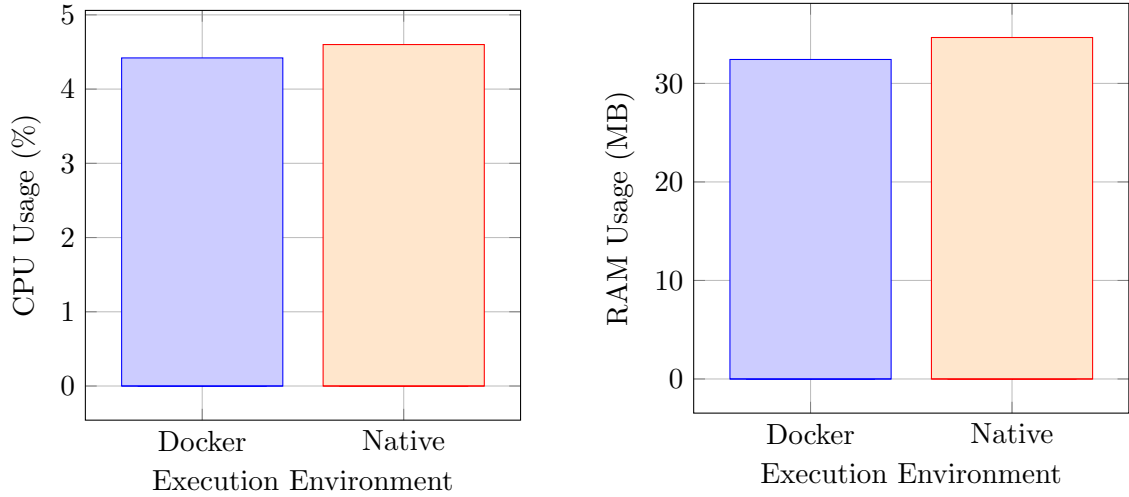 5
4
3
2
1
0
CPU Usage (%)
Docker Native
Execution Environment
30
20
10
0
RAM Usage (MB)
Docker Native
Execution Environment